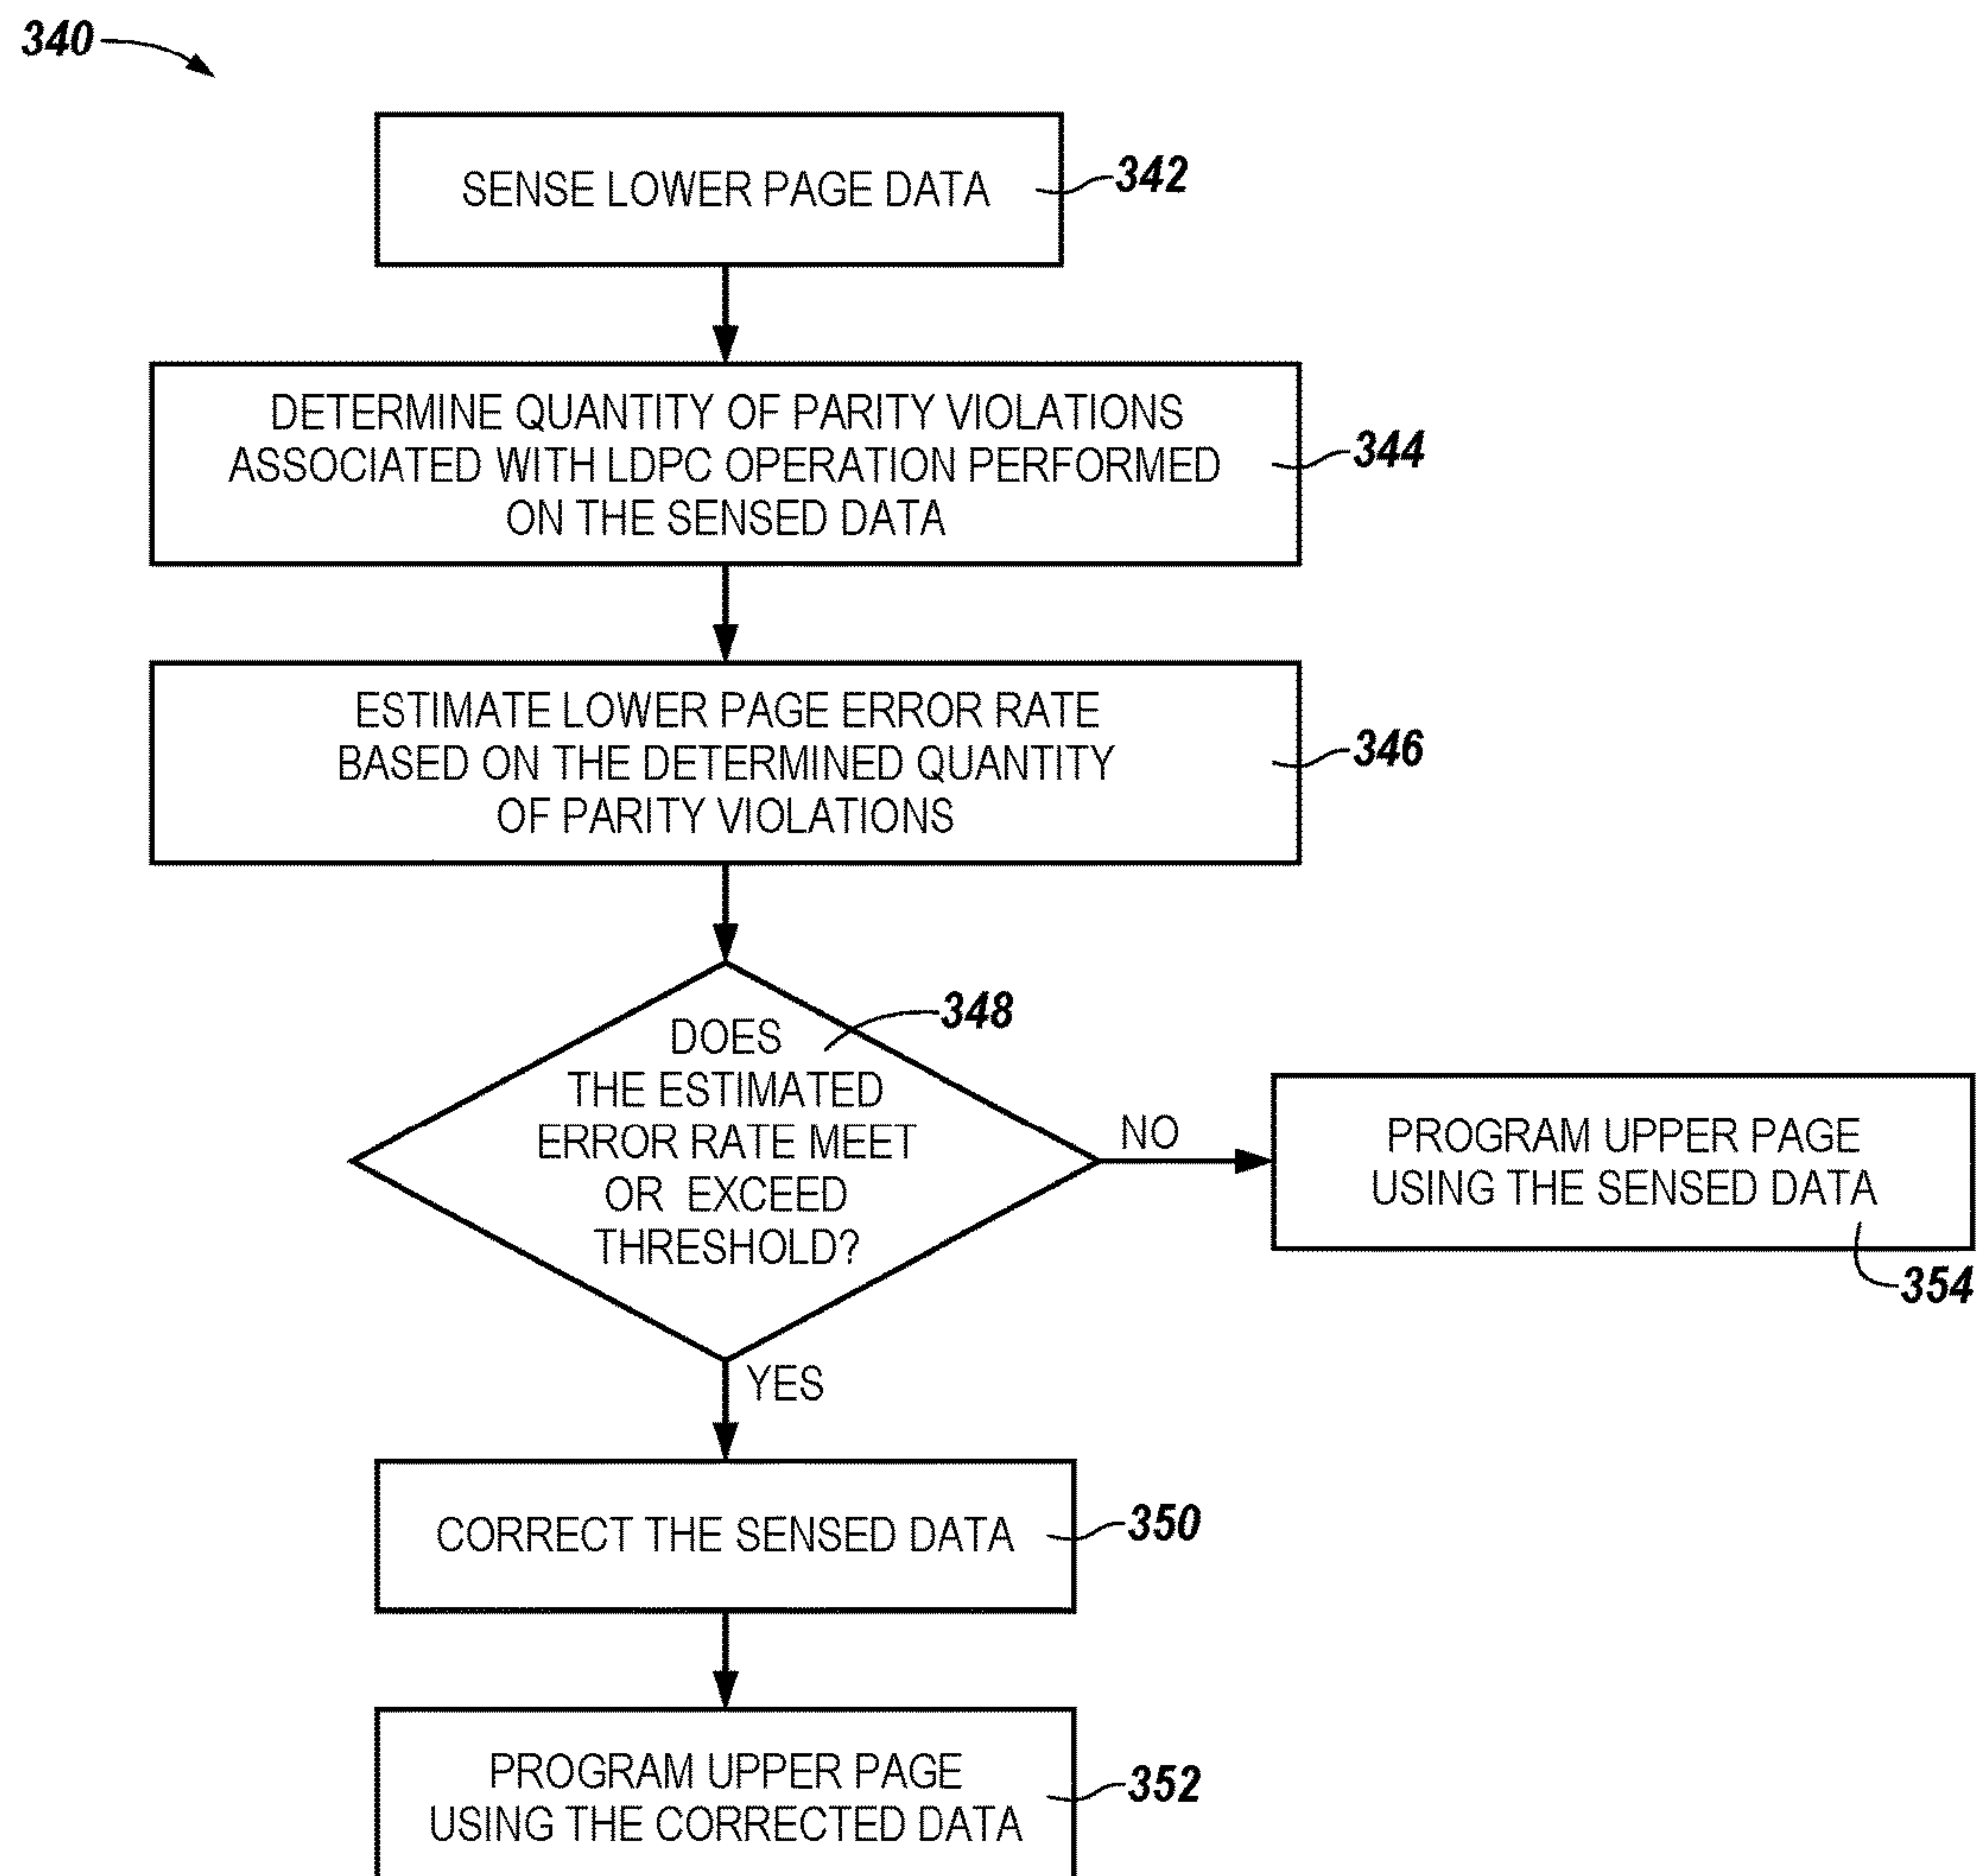 340
SENSE LOWER PAGE DATA
342
DETERMINE QUANTITY OF PARITY VIOLATIONS
ASSOCIATED WITH LDPC OPERATION PERFORMED
ON THE SENSED DATA
344
ESTIMATE LOWER PAGE ERROR RATE
BASED ON THE DETERMINED QUANTITY
OF PARITY VIOLATIONS
346
348
DOES
THE ESTIMATED
ERROR RATE MEET
OR EXCEED
THRESHOLD?
NO
PROGRAM UPPER PAGE
USING THE SENSED DATA
354
YES
CORRECT THE SENSED DATA
350
PROGRAM UPPER PAGE
USING THE CORRECTED DATA
352